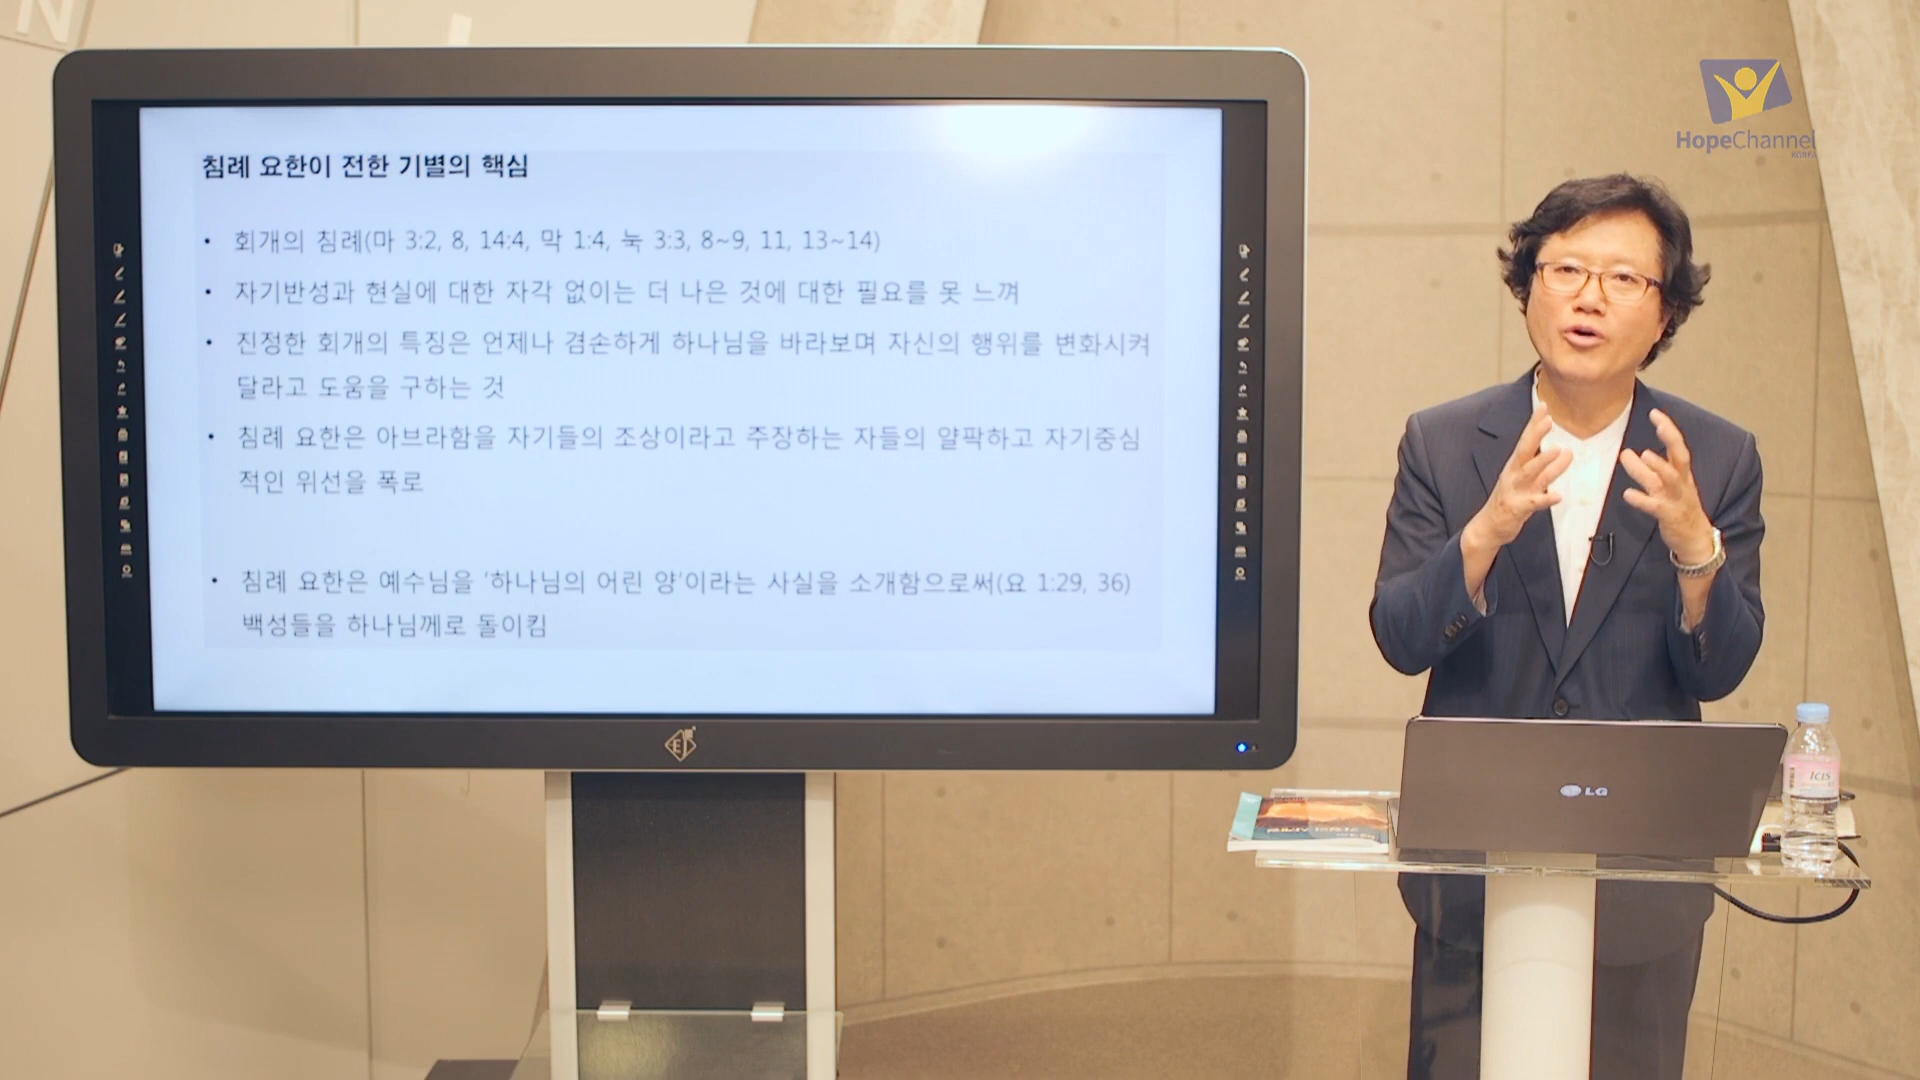 N
HopeChannel
KOREA
침례 요한이 전한 기별의 핵심
• 회개의 침례(마 3:2, 8, 14:4, 막 1:4, 눅 3:3, 8~9, 11, 13~14)
• 자기반성과 현실에 대한 자각 없이는 더 나은 것에 대한 필요를 못 느껴
• 진정한 회개의 특징은 언제나 겸손하게 하나님을 바라보며 자신의 행위를 변화시켜
달라고 도움을 구하는 것
• 침례 요한은 아브라함을 자기들의 조상이라고 주장하는 자들의 얄팍하고 자기중심
적인 위선을 폭로
• 침례 요한은 예수님을 '하나님의 어린 양'이라는 사실을 소개함으로써(요 1:29, 36)
백성들을 하나님께로 돌이킴
LG
ICIS